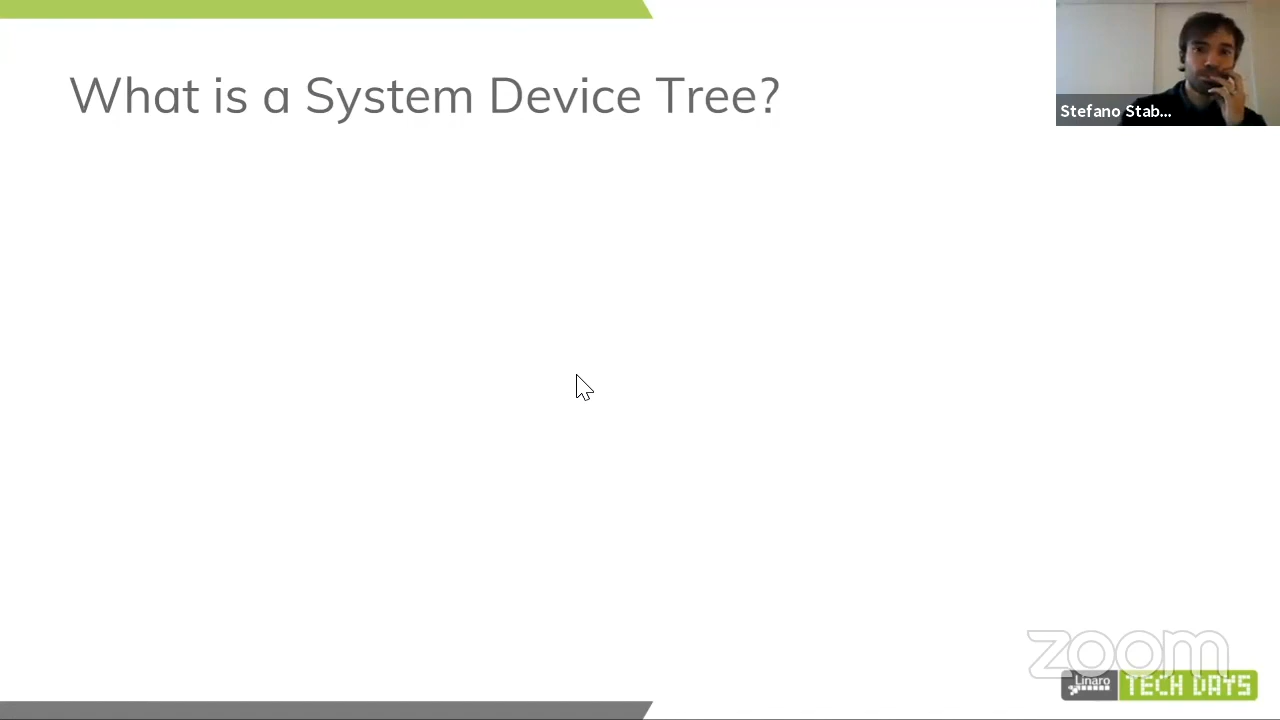 What is a System Device Tree?
Stefano Stab...
zoom
Linaro
TECH DAYS